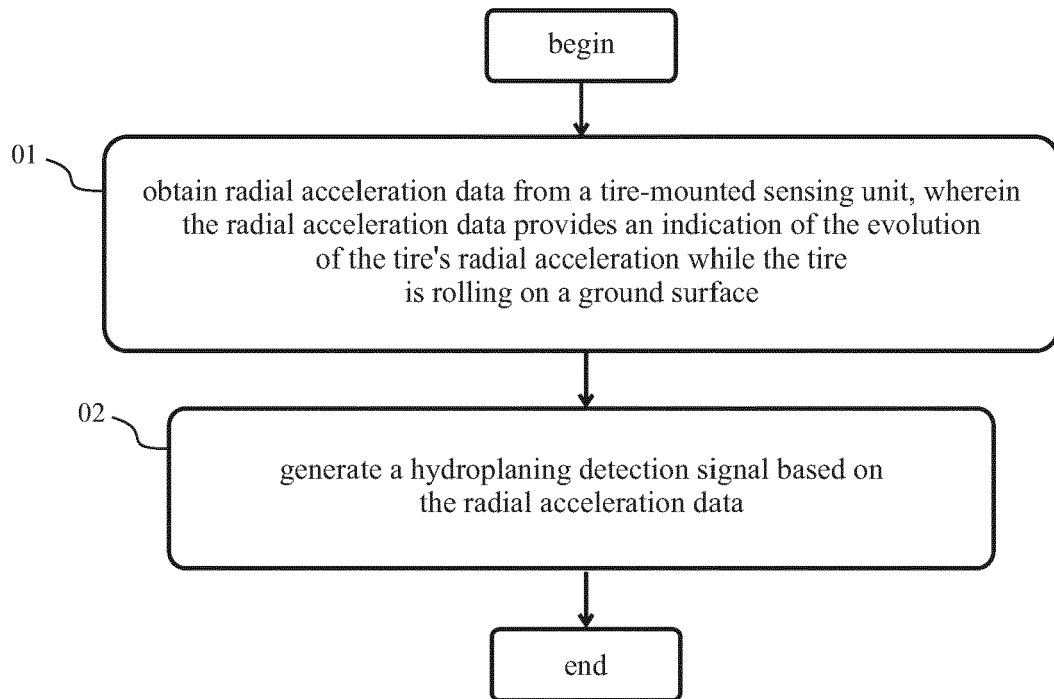 begin
01
obtain radial acceleration data from a tire-mounted sensing unit, wherein
the radial acceleration data provides an indication of the evolution
of the tire's radial acceleration while the tire
is rolling on a ground surface
02
generate a hydroplaning detection signal based on
the radial acceleration data
end